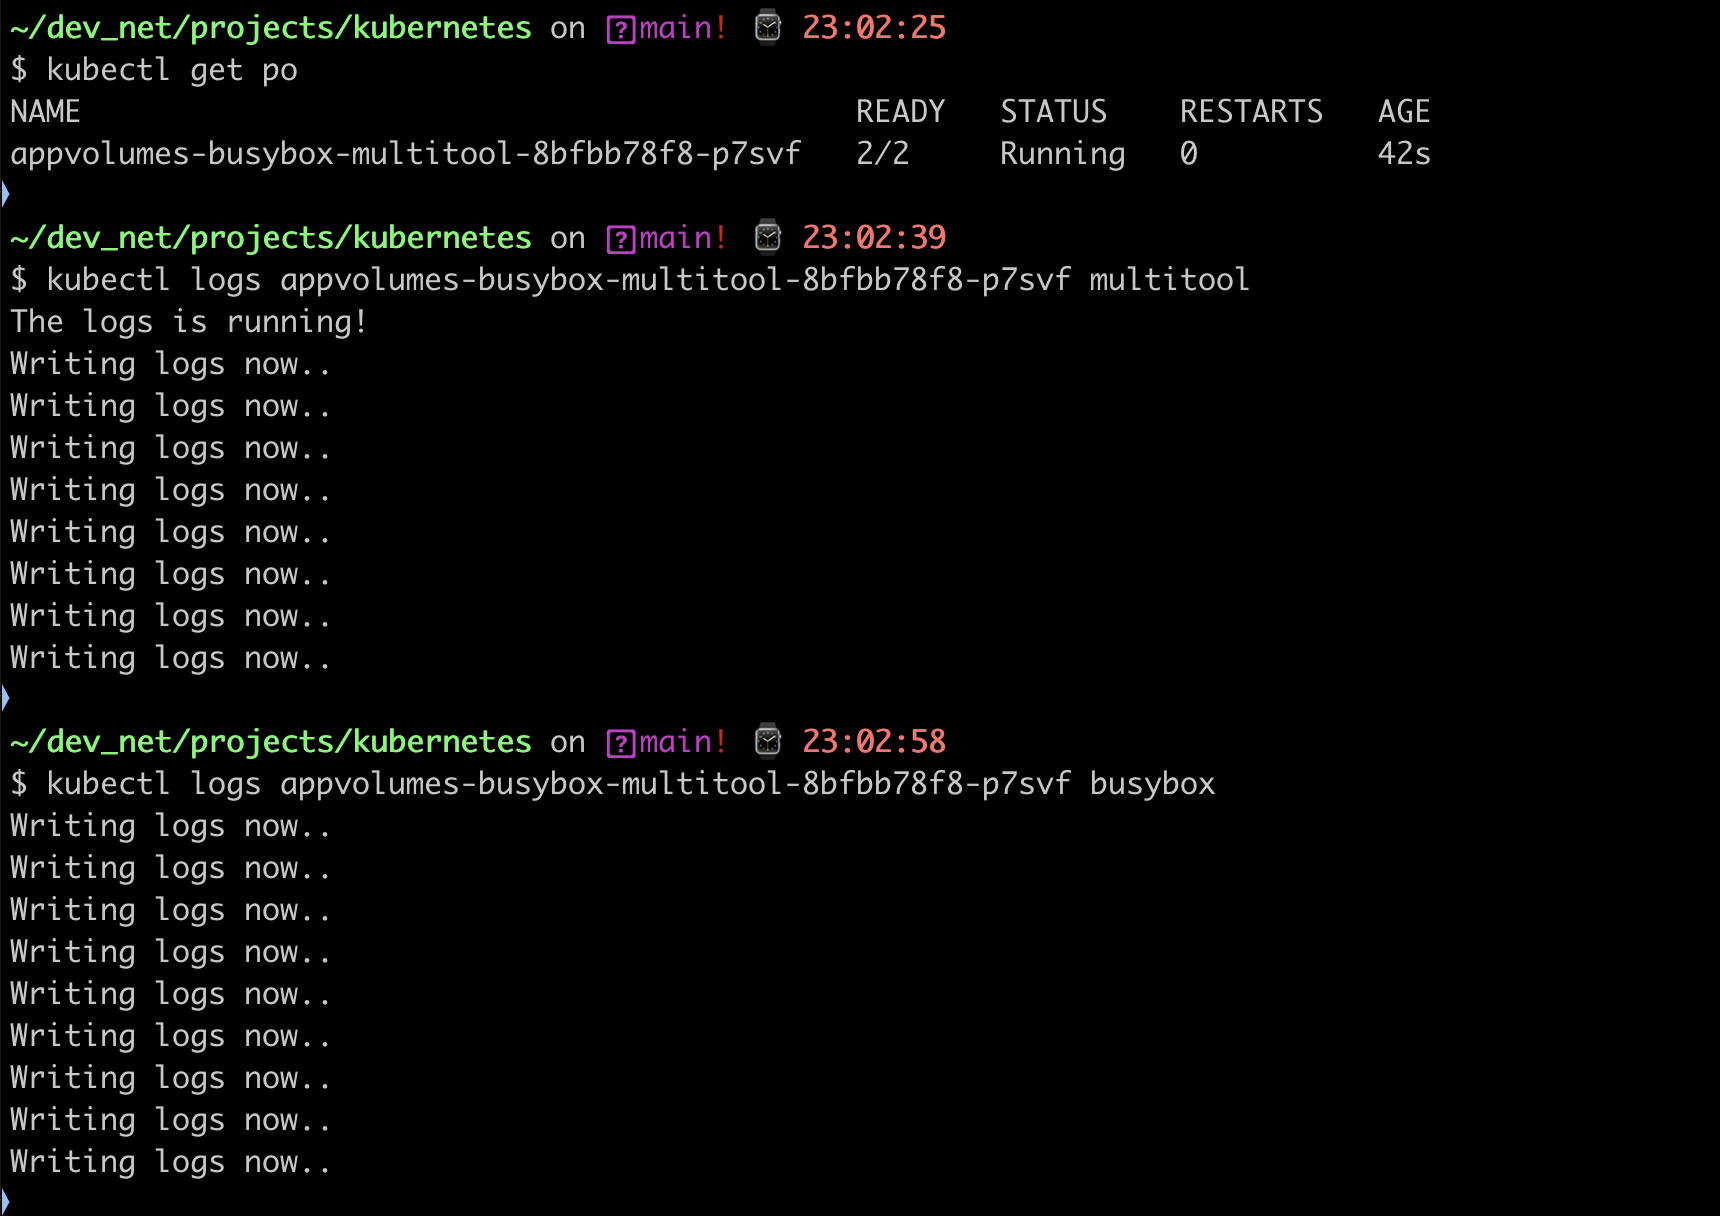 ~/dev_net/projects/kubernetes on ?main! 23:02:25
$ kubectl get po
NAME READY STATUS RESTARTS AGE
appvolumes-busybox-multitool-8bfbb78f8-p7svf 2/2 Running 0 42s
~/dev_net/projects/kubernetes on ?main! 23:02:39
$ kubectl logs appvolumes-busybox-multitool-8bfbb78f8-p7svf multitool
The logs is running!
Writing logs now..
Writing logs now..
Writing logs now..
Writing logs now..
Writing logs now..
Writing logs now..
Writing logs now..
Writing logs now..
~/dev_net/projects/kubernetes on ?main! 23:02:58
$ kubectl logs appvolumes-busybox-multitool-8bfbb78f8-p7svf busybox
Writing logs now..
Writing logs now..
Writing logs now..
Writing logs now..
Writing logs now..
Writing logs now..
Writing logs now..
Writing logs now..
Writing logs now..